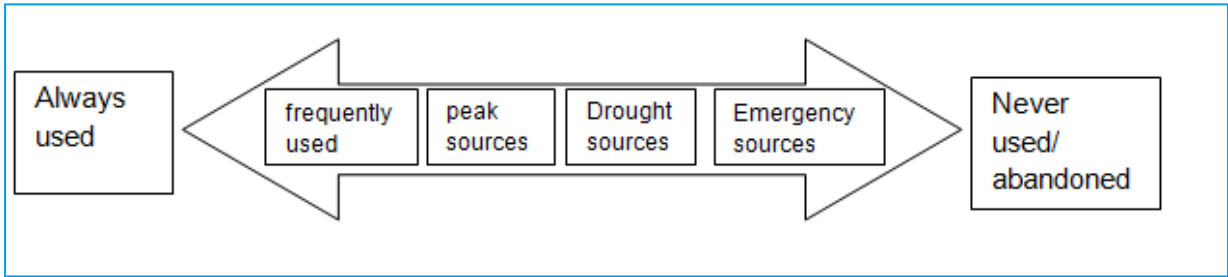 Always
used
frequently
used
peak
sources
Drought
sources
Emergency
sources
Never
used/
abandoned